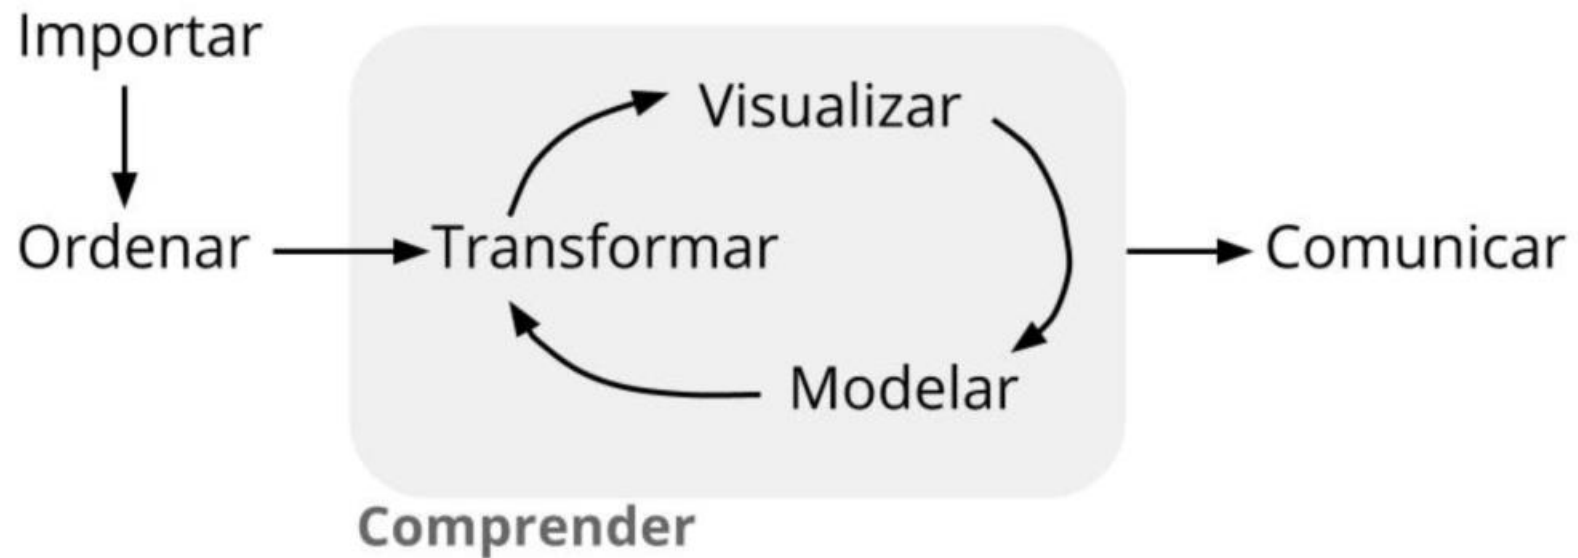 Importar
Visualizar
Ordenar
Transformar
Comunicar
Modelar
Comprender